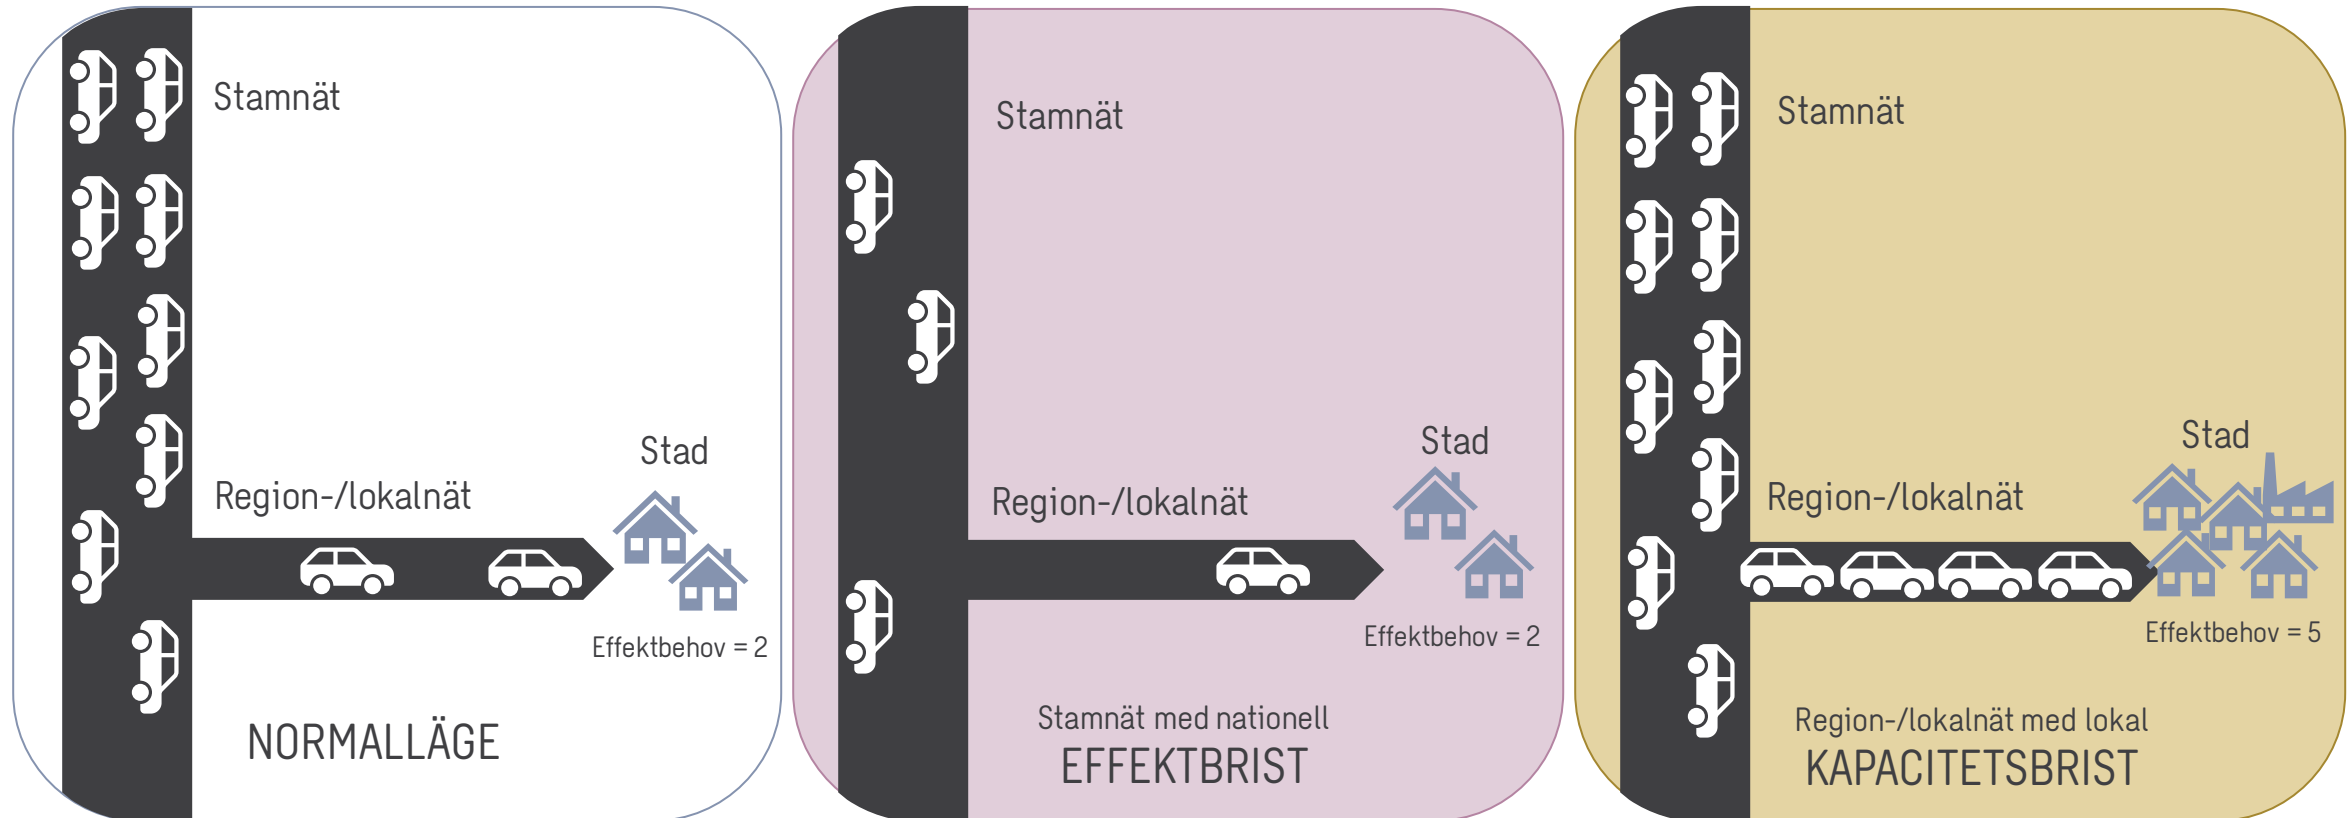 Stamnät
Stad
Region-/lokalnät
Effektbehov = 2
NORMALLÄGE
Stamnät
Stad
Region-/lokalnät
Effektbehov = 2
Stamnät med nationell
EFFEKTBRIST
Stamnät
Stad
Region-/lokalnät
Effektbehov = 5
Region-/lokalnät med lokal
KAPACITETSBRIST